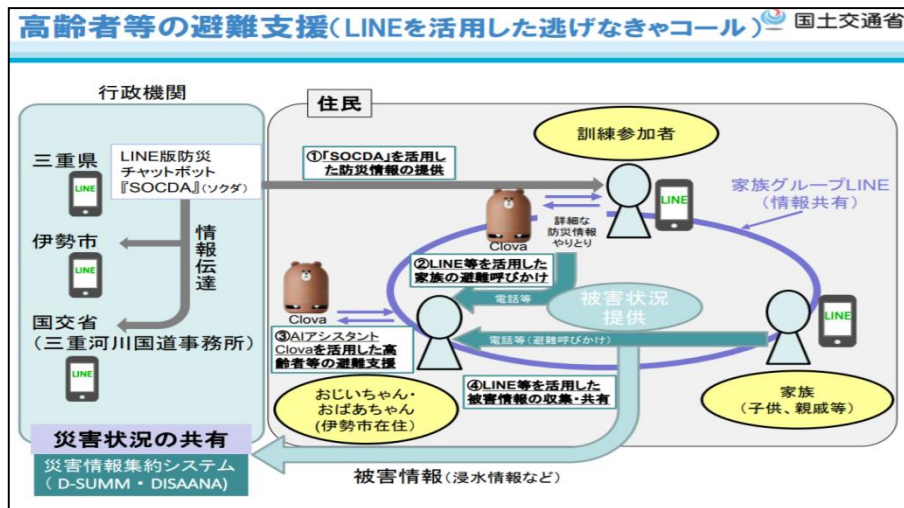 高齢者等の避難支援(LINEを活用した逃げなきゃコール)
国土交通省
行政機関
三重県
LINE
LINE版防災
チャットボット
『SOCDA』(ソクダ)
伊勢市
LINE
情報伝達
国交省
(三重河川国道事務所)
LINE
災害状況の共有
災害情報集約システム
( D-SUMM・DISAANA)
住民
訓練参加者
①「SOCDA」を活用し
た防災情報の提供
LINE
家族グループLINE
(情報共有)
Clova
詳細な
防災情報
やりとり
②LINE等を活用した
家族の避難呼びかけ
電話等
被害状況
提供
Clova
③AIアシスタント
Clovaを活用した高
齢者等の避難支援
電話等(避難呼びかけ)
LINE
④LINE等を活用した
被害情報の収集・共有
おじいちゃん・
おばあちゃん
(伊勢市在住)
家族
(子供、親戚等)
被害情報(浸水情報など)